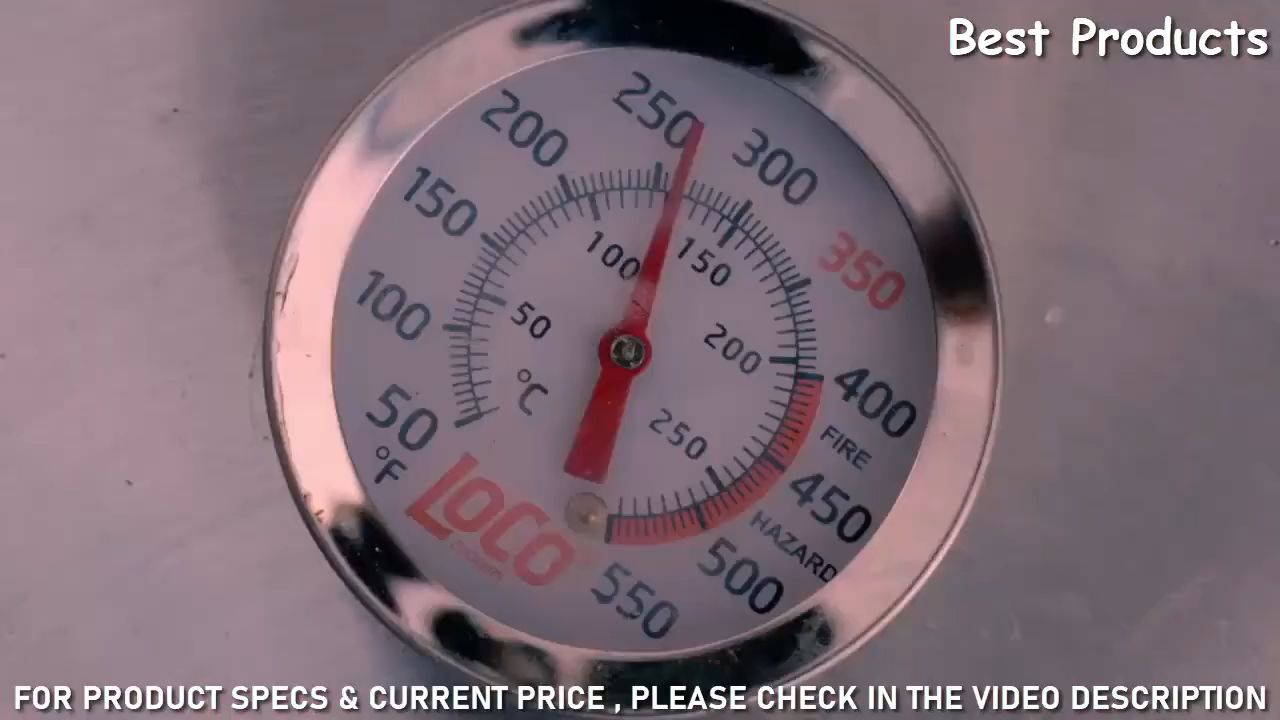 Best Products
250
200
300
150
350
100
150
100
50
200
°C
400
50
250
FIRE
°F
450
LOCO
HAZARD
500
550
FOR PRODUCT SPECS & CURRENT PRICE , PLEASE CHECK IN THE VIDEO DESCRIPTION